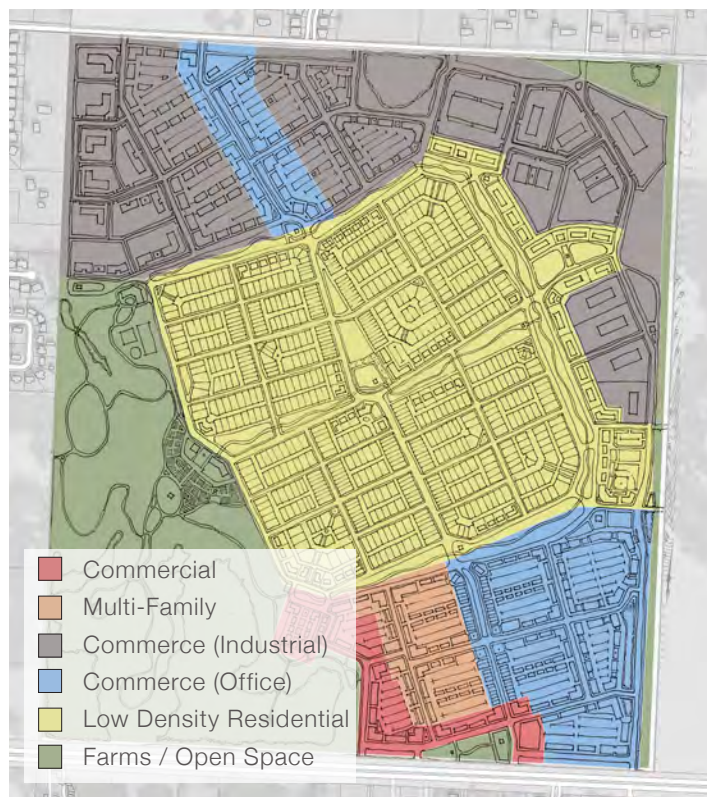 Commercial
Multi-Family
Commerce (Industrial)
Commerce (Office)
Low Density Residential
Farms / Open Space